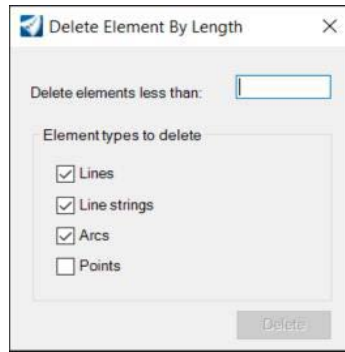 Delete Element By Length
Delete elements less than:
Element types to delete
Lines
Line strings
Arcs
Points
Delete